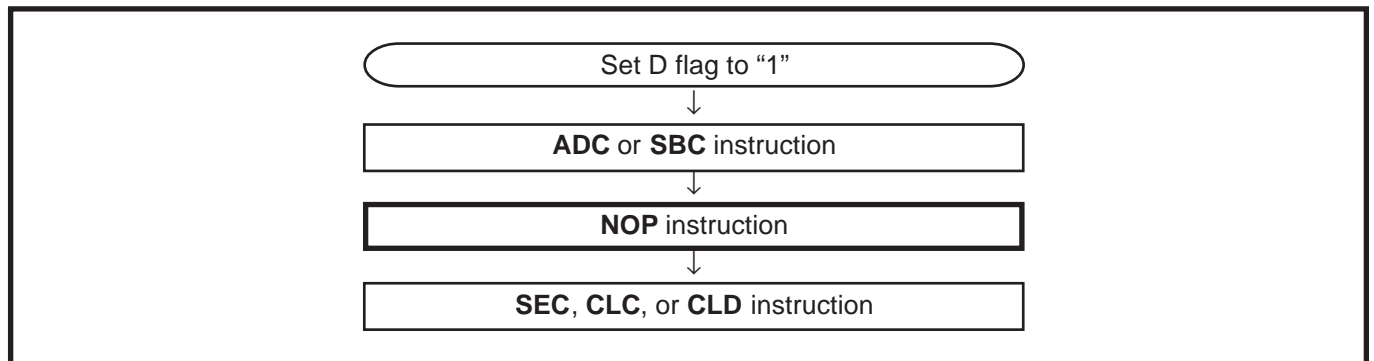 Set D flag to “1”
↓
ADC or SBC instruction
↓
NOP instruction
↓
SEC, CLC, or CLD instruction